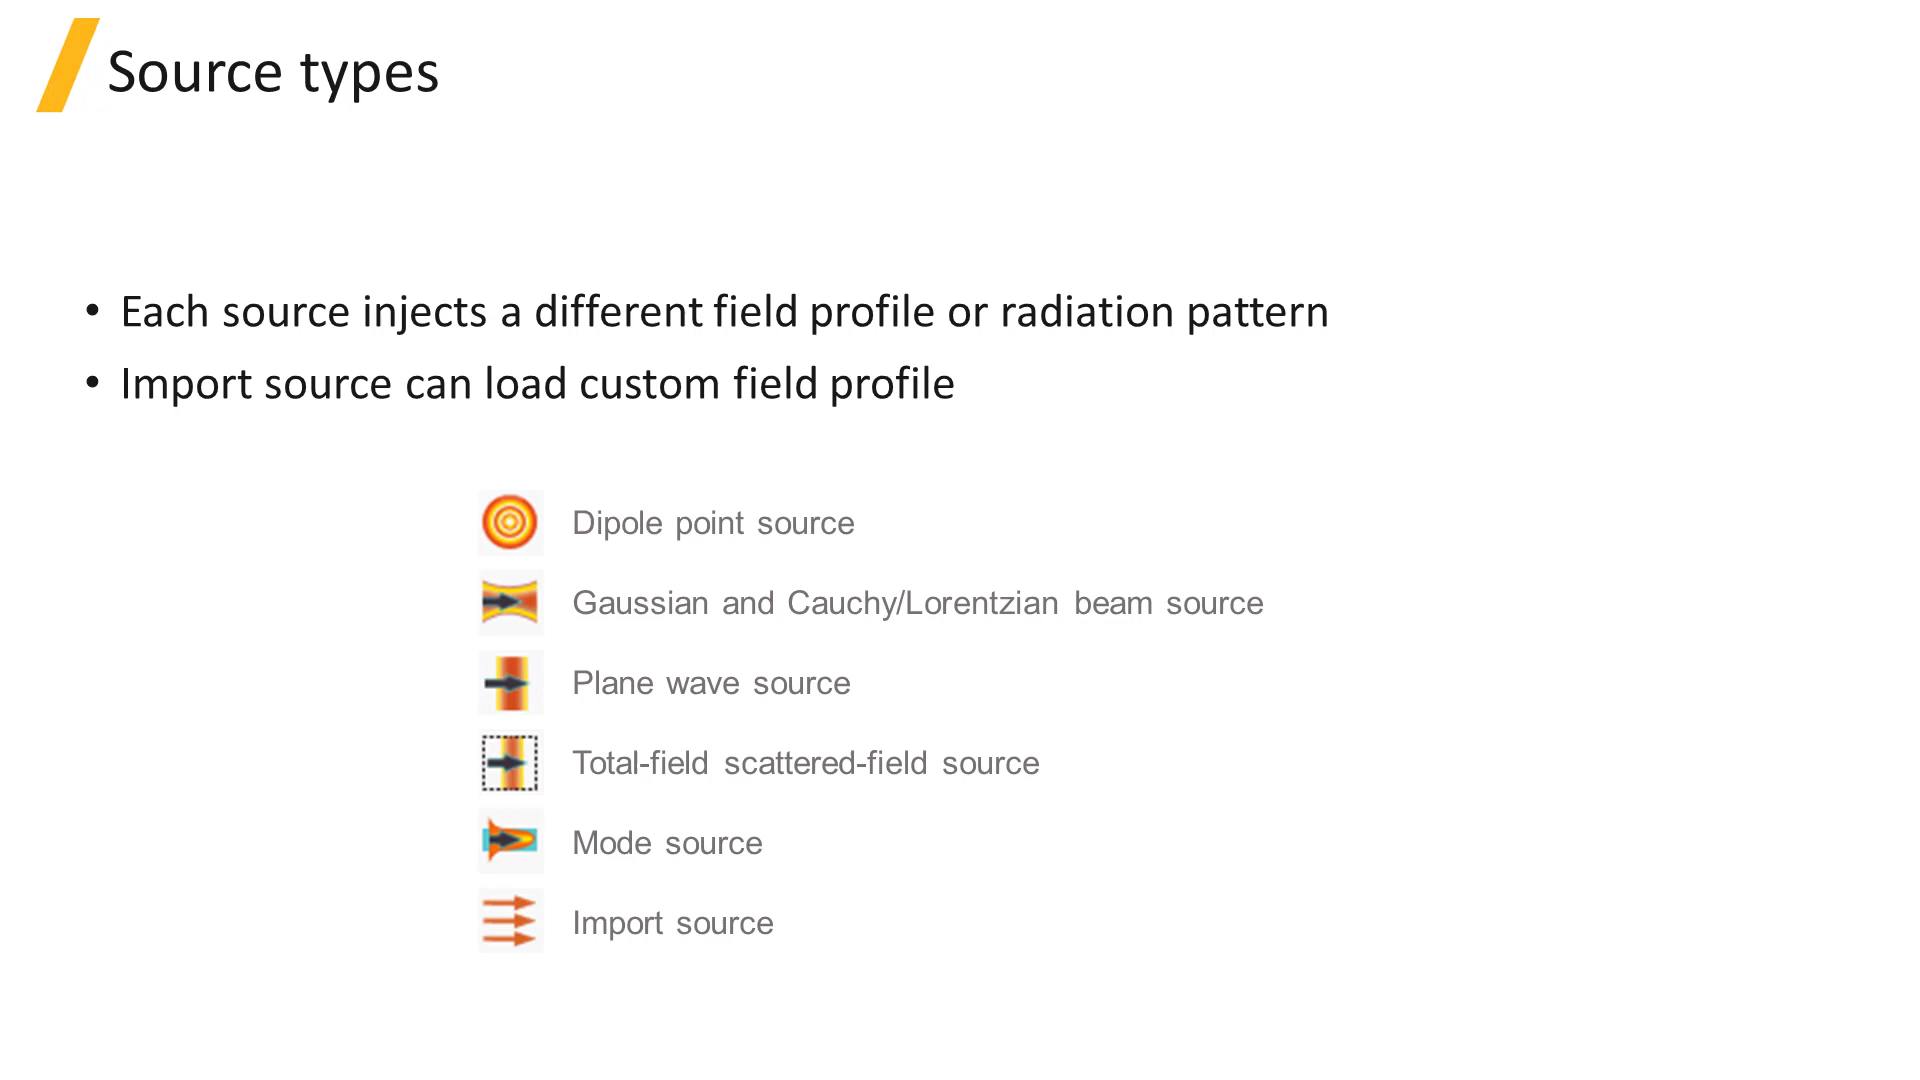 Source types
• Each source injects a different field profile or radiation pattern
• Import source can load custom field profile
Dipole point source
Gaussian and Cauchy/Lorentzian beam source
Plane wave source
Total-field scattered-field source
Mode source
Import source